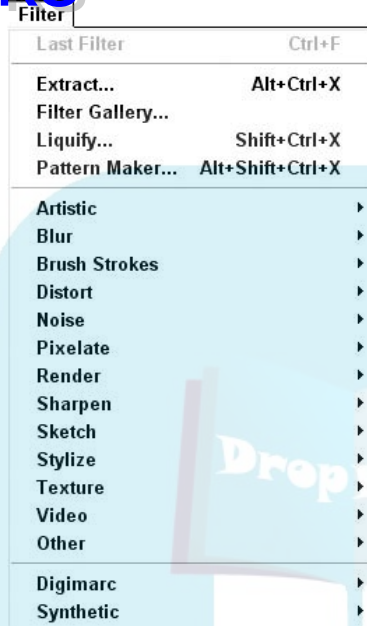 Filter
Last Filter Ctrl+F
Extract... Alt+Ctrl+X
Filter Gallery...
Liquify... Shift+Ctrl+X
Pattern Maker... Alt+Shift+Ctrl+X
Artistic
Blur
Brush Strokes
Distort
Noise
Pixelate
Render
Sharpen
Sketch
Stylize
Texture
Video
Other
Digimarc
Synthetic